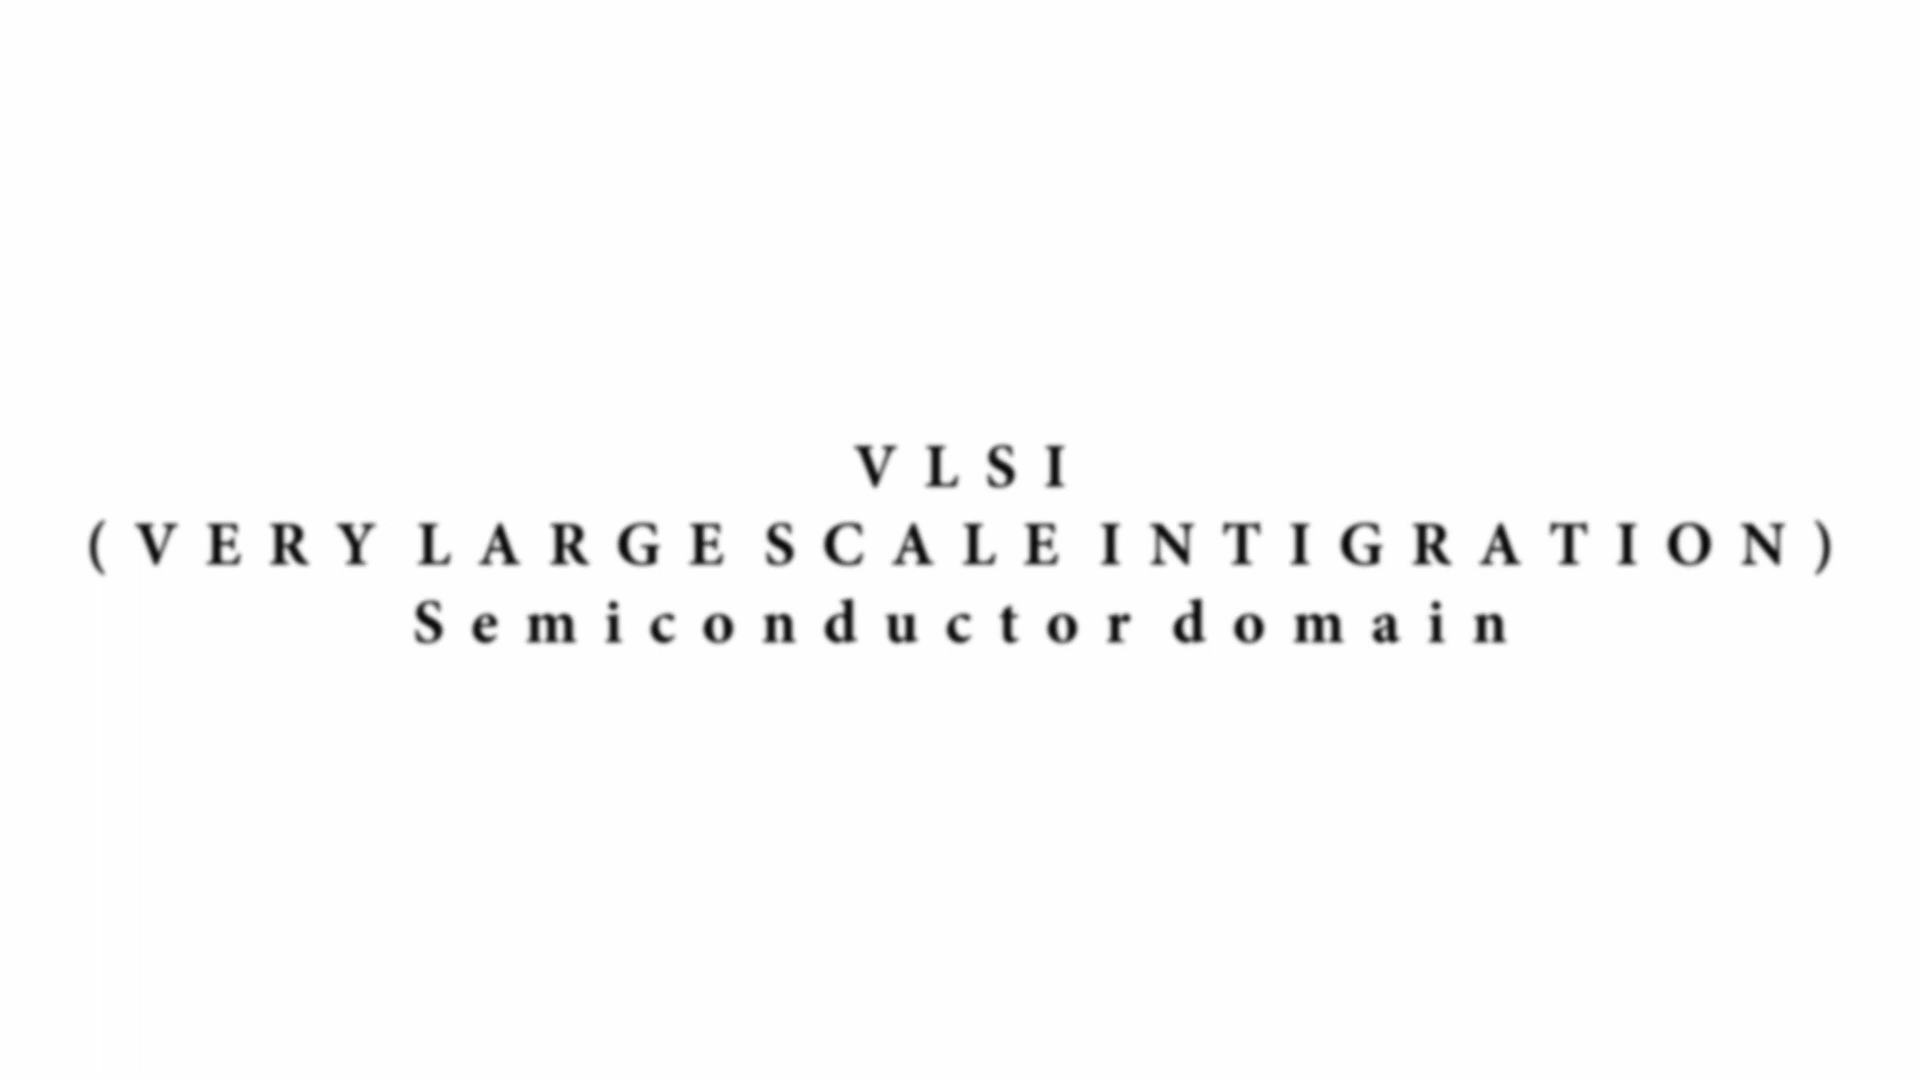 VLSI
(VERY LARGE SCALE INTIGRATION)
Semiconductor domain